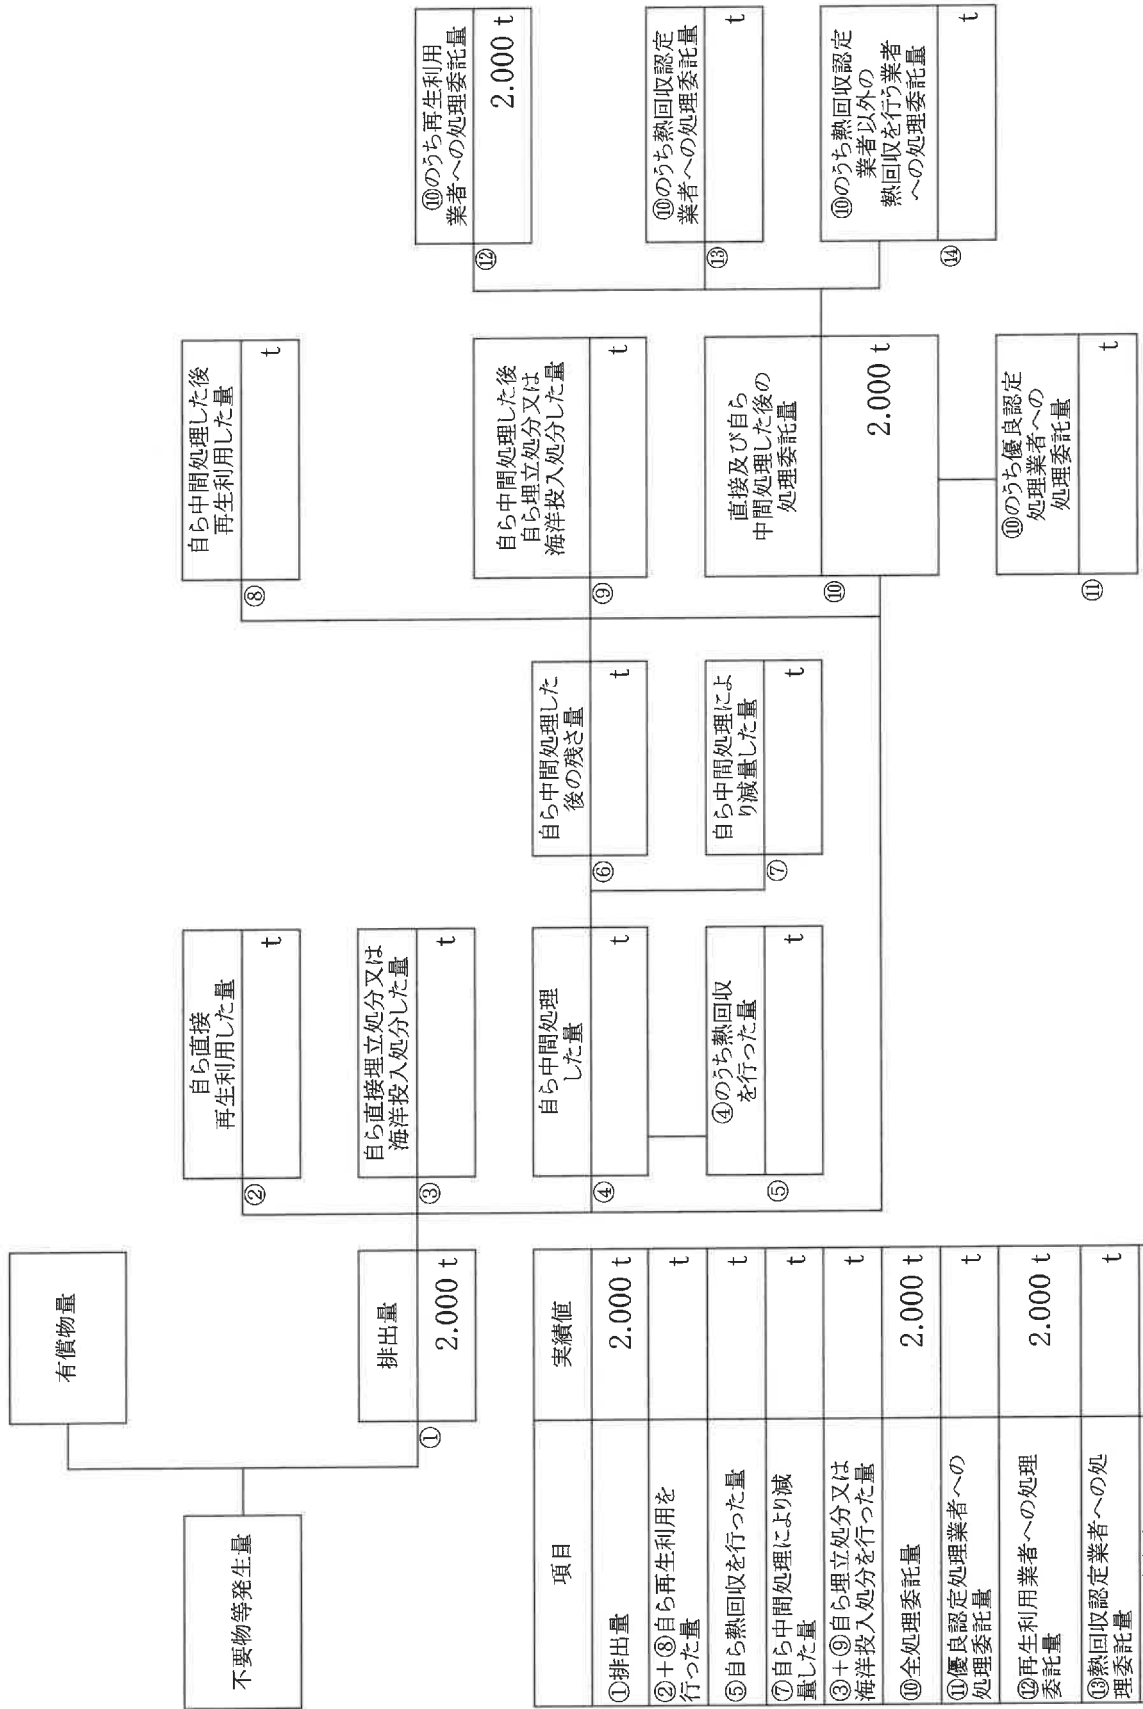 不要物等発生量
有償物量
排出量
①
2.000 t
自ら直接
再生利用した量
②
t
自ら直接埋立処分又は
海洋投入処分した量
③
t
自ら中間処理
した量
④
t
④のうち熱回収
を行った量
⑤
t
自ら中間処理した
後の残さ量
⑥
t
自ら中間処理によ
り減量した量
⑦
t
自ら中間処理した後
再生利用した量
⑧
t
自ら中間処理した後
自ら埋立処分又は
海洋投入処分した量
⑨
t
直接及び自ら
中間処理した後の
処理委託量
⑩
2.000 t
⑩のうち優良認定
処理業者への
処理委託量
⑪
t
⑩のうち再生利用
業者への処理委託量
⑫
2.000 t
⑩のうち熱回収認定
業者への処理委託量
⑬
t
⑩のうち熱回収認定
業者以外の
熱回収を行う業者
への処理委託量
⑭
t
項目 実績値
①排出量 2.000 t
②+⑧自ら再生利用を
行った量 t
⑤自ら熱回収を行った量 t
⑦自ら中間処理により減
量した量 t
③+⑨自ら埋立処分又は
海洋投入処分を行った量 t
⑩全処理委託量 2.000 t
⑪優良認定処理業者への
処理委託量 t
⑫再生利用業者への処理
委託量 2.000 t
⑬熱回収認定業者への処
理委託量 t